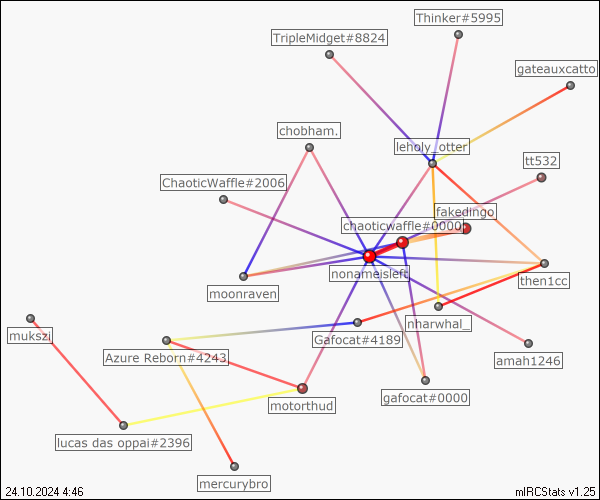 Thinker#5995
TripleMidget#8824
gateauxcatto
chobham.
leholy_otter
tt532
ChaoticWaffle#2006
fakedingo
chaoticwaffle#0000
nonameisleft
then1cc
moonraven
nharwhal_
mukszi
Gafocat#4189
Azure Reborn#4243
amah1246
gafocat#0000
motorthud
lucas das oppai#2396
mercurybro
24.10.2024 4:46
mIRCStats v1.25